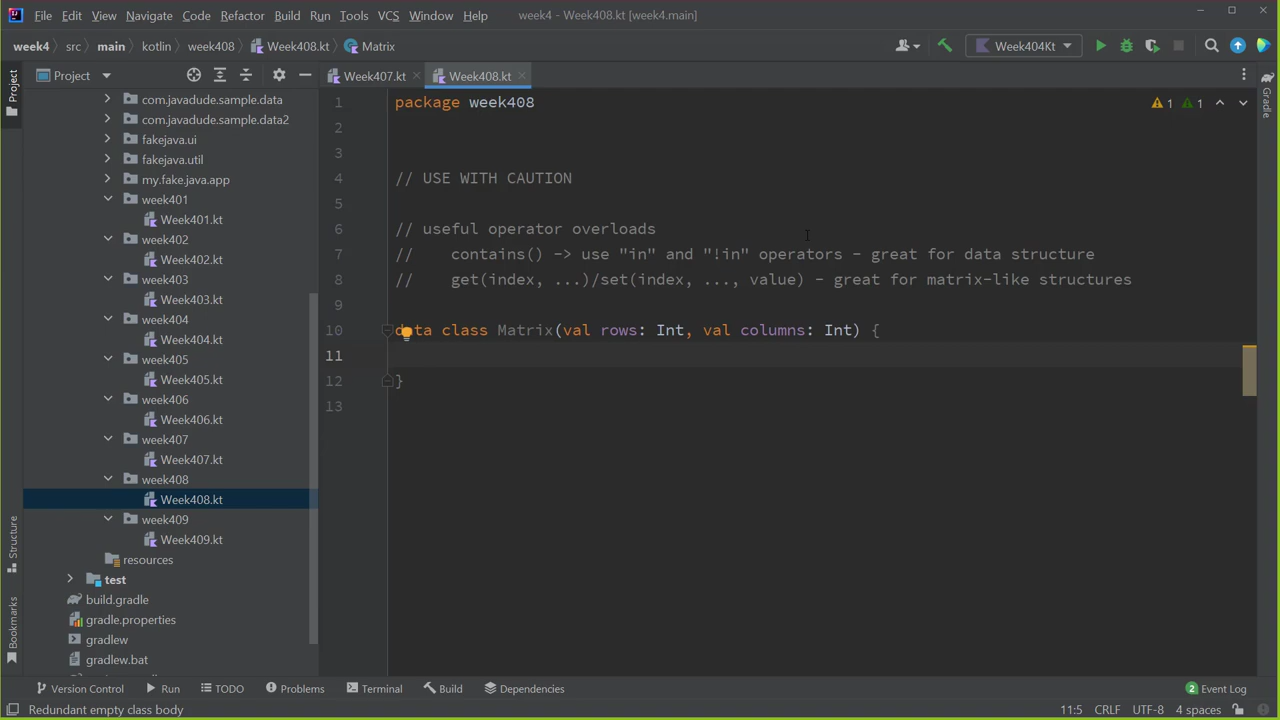 File Edit View Navigate Code Refactor Build Run Tools VCS Window Help week4 - Week408.kt [week4.main]
week4 src main kotlin week408 Week408.kt Matrix Week404Kt
Project Week407.kt Week408.kt
Project
Gradle
com.javadude.sample.data
com.javadude.sample.data2
fakejava.ui
fakejava.util
my.fake.java.app
week401
Week401.kt
week402
Week402.kt
week403
Week403.kt
week404
Week404.kt
week405
Week405.kt
week406
Week406.kt
week407
Week407.kt
week408
Week408.kt
week409
Week409.kt
resources
test
build.gradle
gradle.properties
gradlew
gradlew.bat
Structure
Bookmarks
1 package week408
1 1
2
3
4 // USE WITH CAUTION
5
6 // useful operator overloads
7 // contains() -> use "in" and "!in" operators - great for data structure
8 // get(index, ...)/set(index, ..., value) - great for matrix-like structures
9
10 data class Matrix(val rows: Int, val columns: Int) {
11
12 }
13
Version Control Run TODO Problems Terminal Build Dependencies 2 Event Log
Redundant empty class body 11:5 CRLF UTF-8 4 spaces